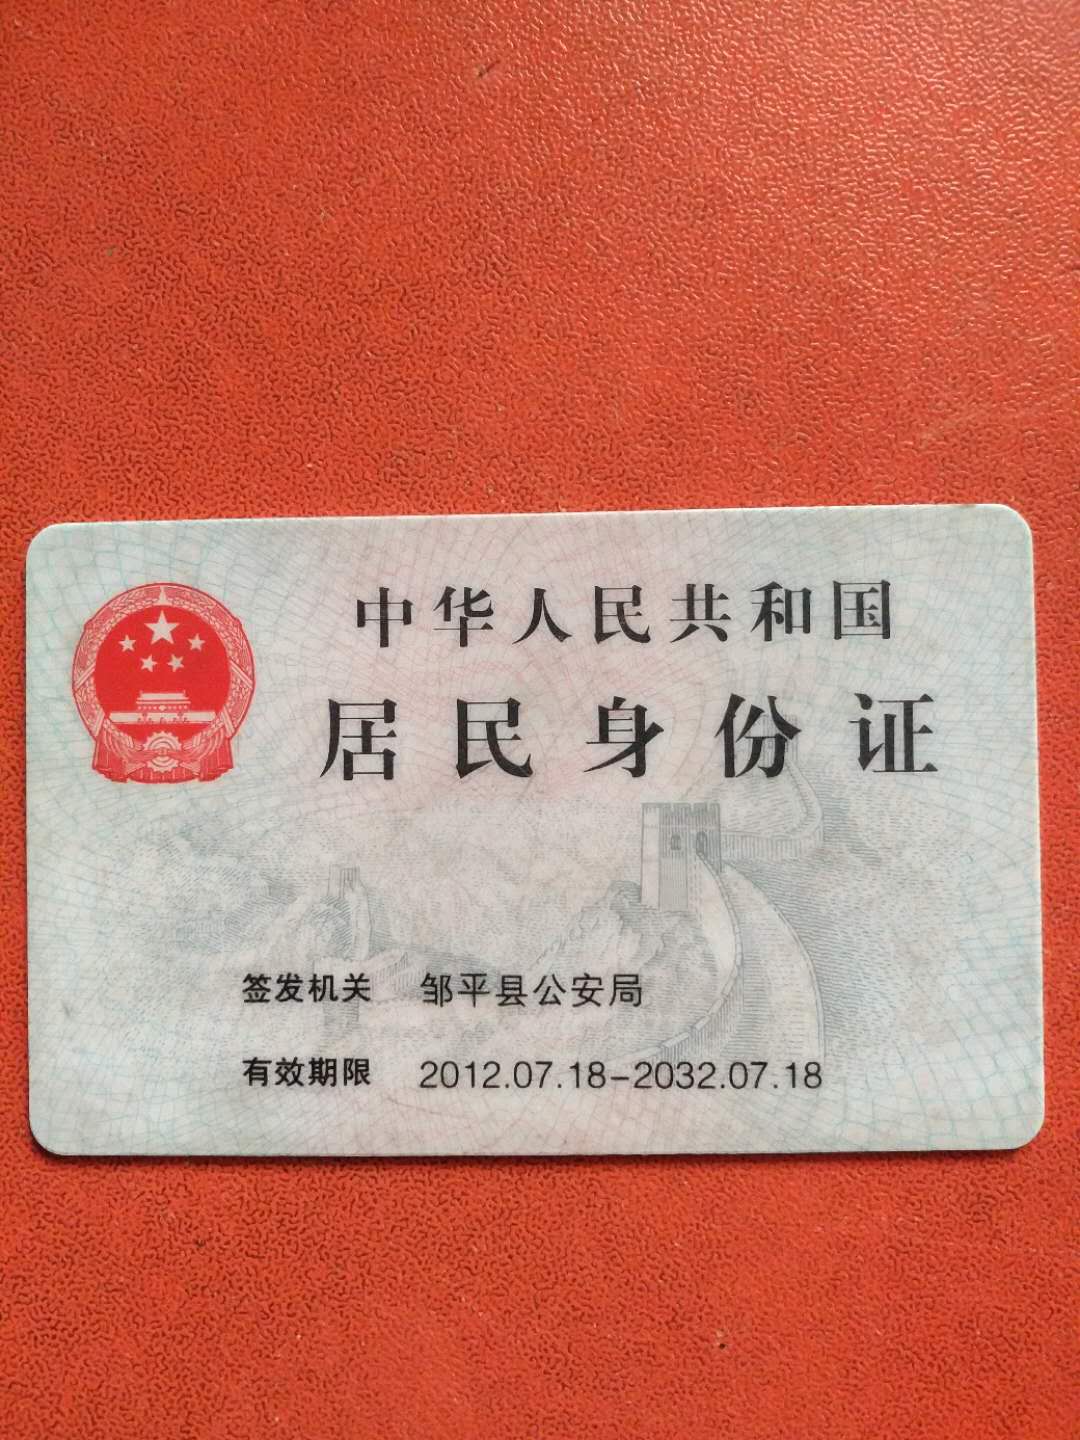 中华人民共和国
居民身份证
签发机关 邹平县公安局
有效期限 2012.07.18-2032.07.18